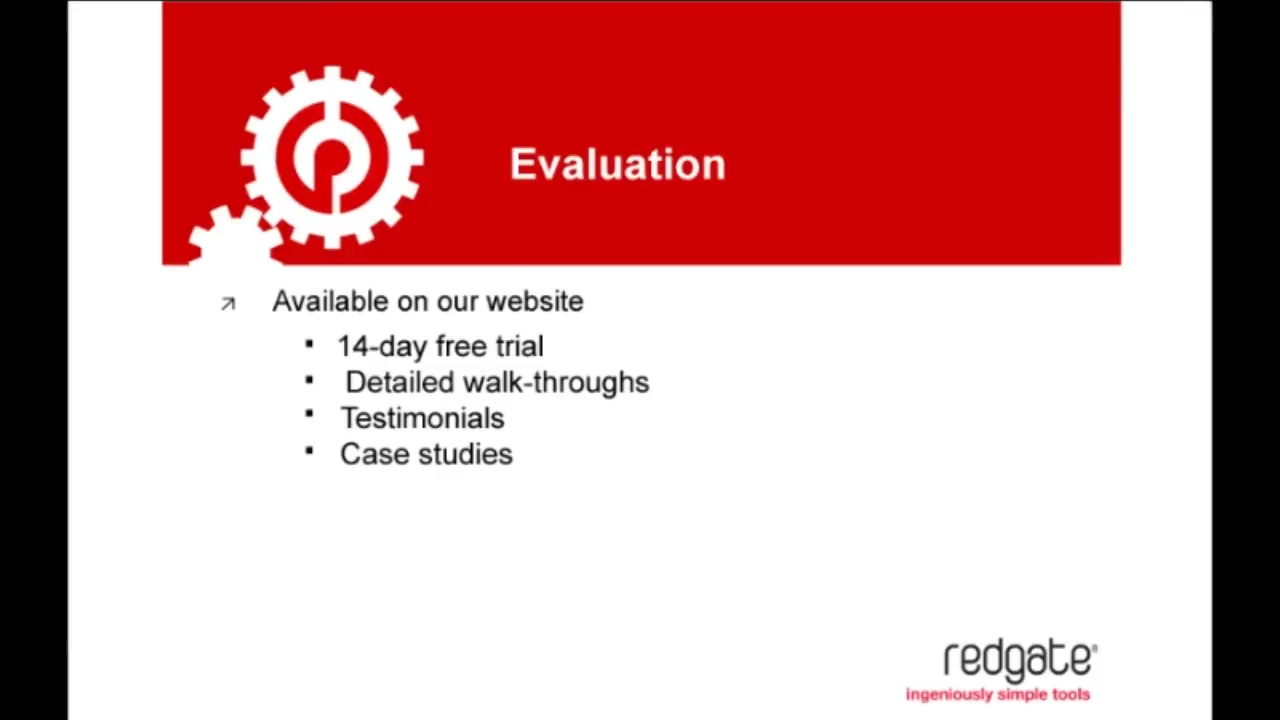 Evaluation
Available on our website
14-day free trial
Detailed walk-throughs
Testimonials
Case studies
redgate®
ingeniously simple tools